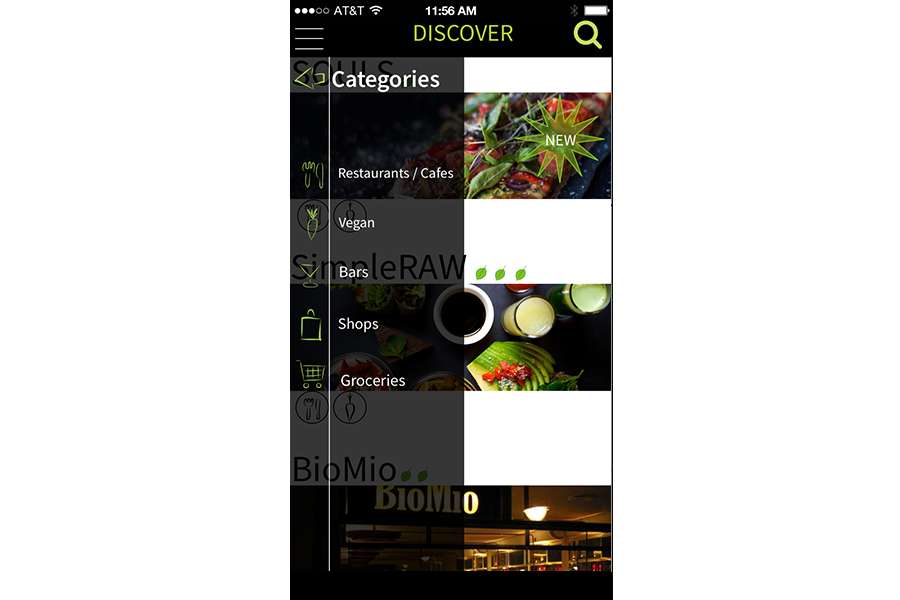 AT&T 11:56 AM
DISCOVER
SOULS
Categories
NEW
Restaurants / Cafes
Vegan
SimpleRAW
Bars
Shops
Groceries
BioMio
BIOMIO